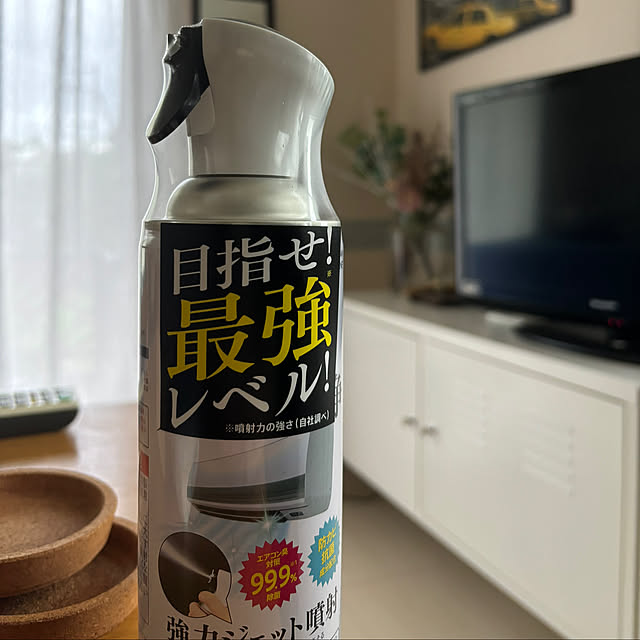 目指せ!
※
最強
レベル!
※噴射力の強さ(自社調べ)
エアコン臭
対策
99.9%
除菌
防カビ
抗菌
強力ジェット噴射